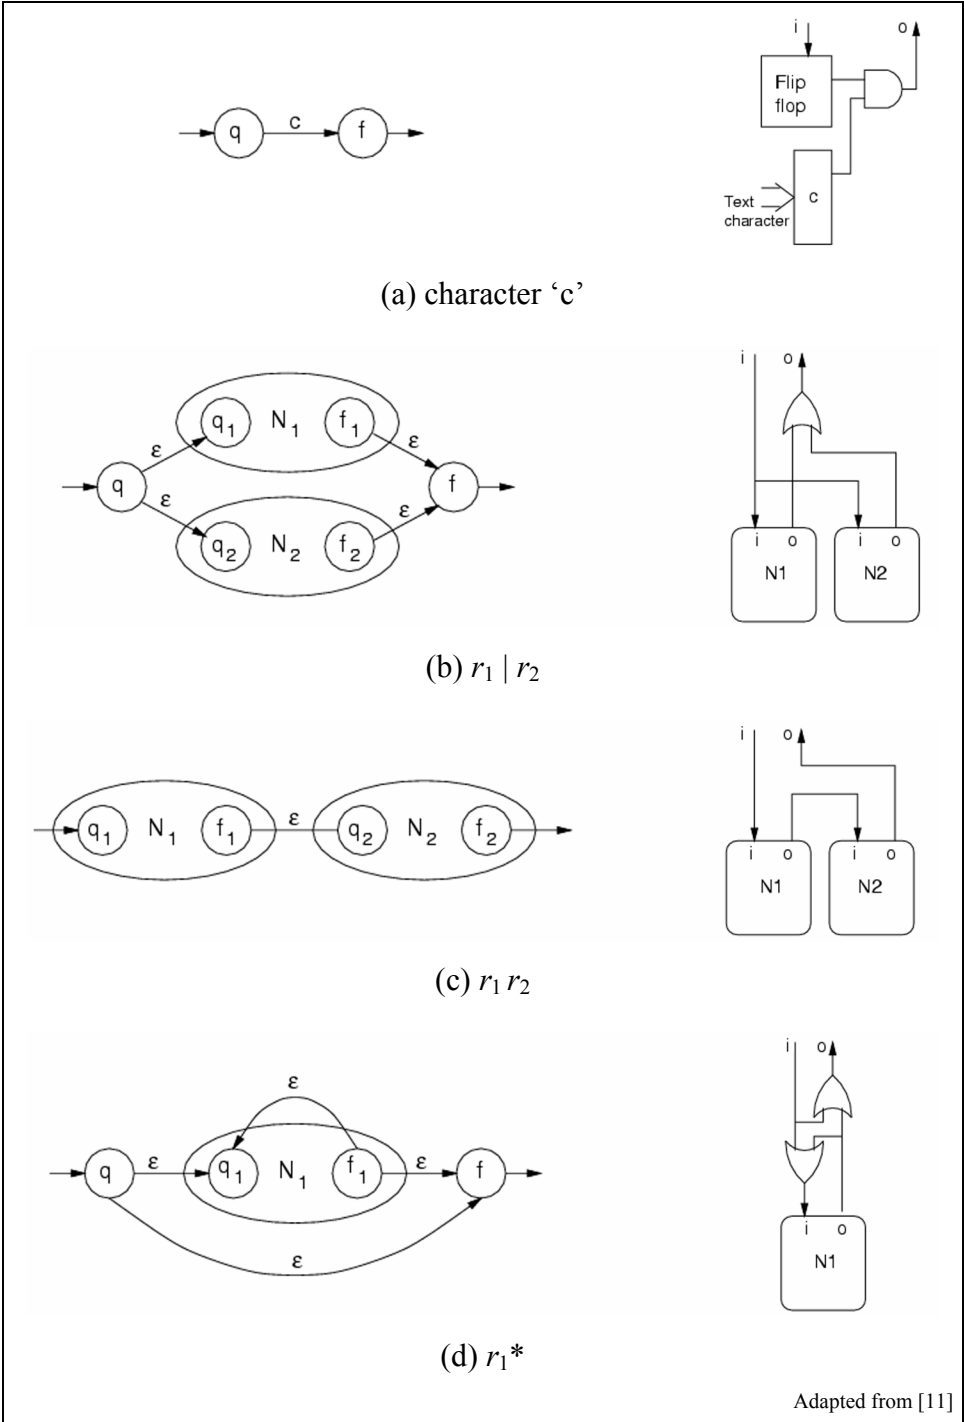 i o
Flip
flop
q c f
c
Text
character
(a) character ‘c’
i o
q₁ N₁ f₁
ε ε
q f
ε ε
q₂ N₂ f₂
i o i o
N1 N2
(b) r₁ | r₂
i o
q₁ N₁ f₁ ε q₂ N₂ f₂
i o i o
N1 N2
(c) r₁ r₂
i o
ε
q ε q₁ N₁ f₁ ε f
ε
i o
N1
(d) r₁*
Adapted from [11]